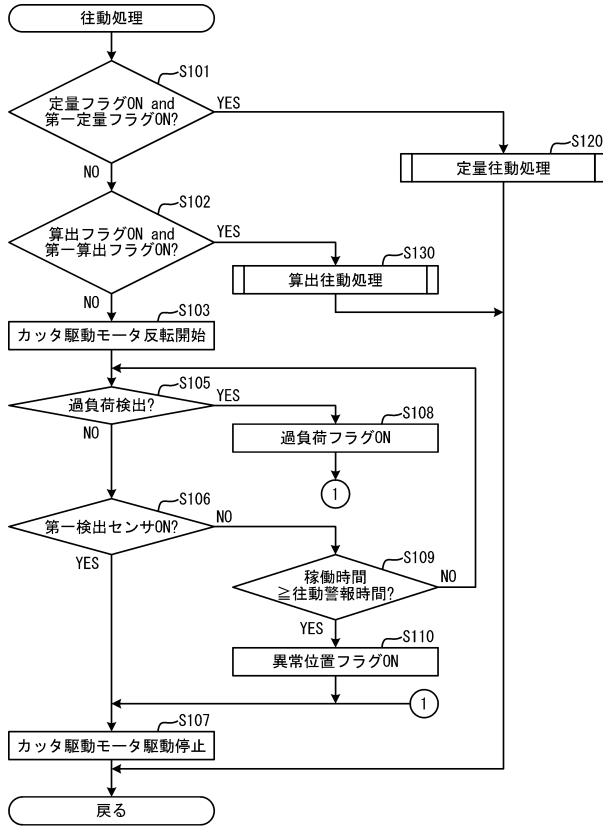 往動処理
S101
定量フラグON and
第一定量フラグON?
YES
NO
S120
定量往動処理
S102
算出フラグON and
第一算出フラグON?
YES
NO
S130
算出往動処理
S103
カッタ駆動モータ反転開始
S105
過負荷検出?
YES
NO
S108
過負荷フラグON
1
S106
第一検出センサON?
NO
YES
S109
稼働時間
≧往動警報時間?
NO
YES
S110
異常位置フラグON
1
S107
カッタ駆動モータ駆動停止
戻る